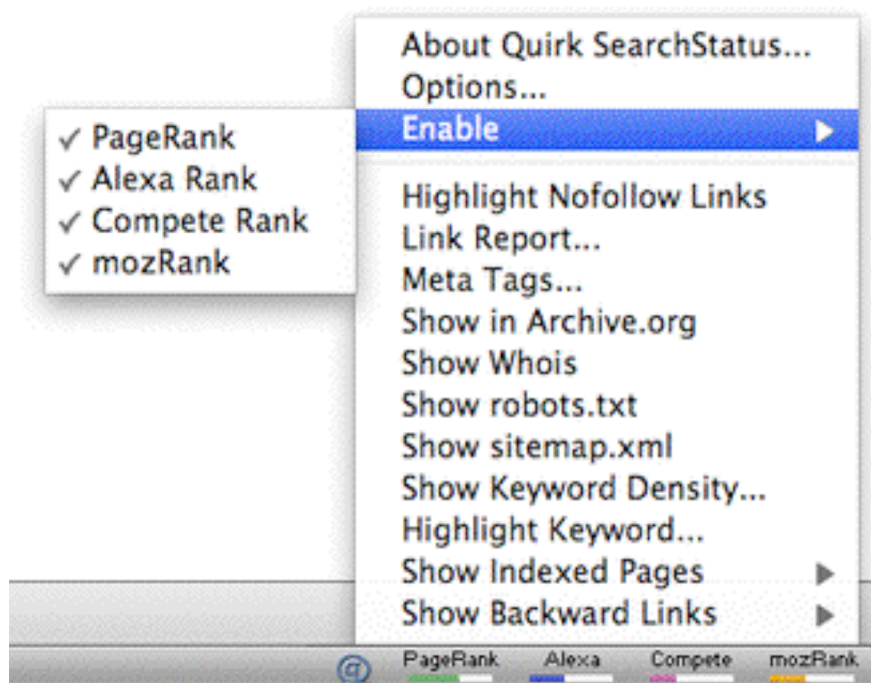 About Quirk SearchStatus...
Options...
Enable
PageRank
Alexa Rank
Compete Rank
mozRank
Highlight Nofollow Links
Link Report...
Meta Tags...
Show in Archive.org
Show Whois
Show robots.txt
Show sitemap.xml
Show Keyword Density...
Highlight Keyword...
Show Indexed Pages
Show Backward Links
@ PageRank Alexa Compete mozRank